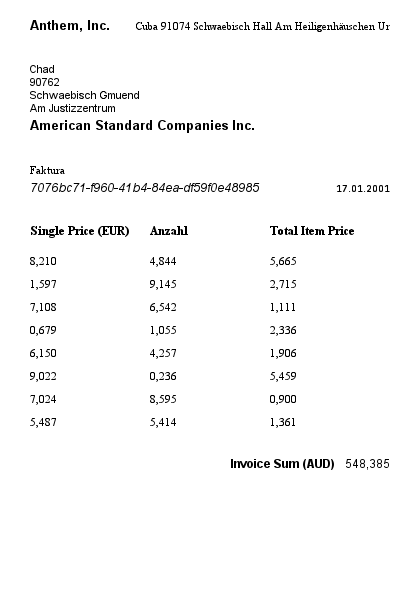 Anthem, Inc. Cuba 91074 Schwaebisch Hall Am Heiligenhäuschen Ur
Chad
90762
Schwaebisch Gmuend
Am Justizzentrum
American Standard Companies Inc.
Faktura
7076bc71-f960-41b4-84ea-df59f0e48985 17.01.2001
Single Price (EUR) Anzahl Total Item Price
8,210 4,844 5,665
1,597 9,145 2,715
7,108 6,542 1,111
0,679 1,055 2,336
6,150 4,257 1,906
9,022 0,236 5,459
7,024 8,595 0,900
5,487 5,414 1,361
Invoice Sum (AUD) 548,385